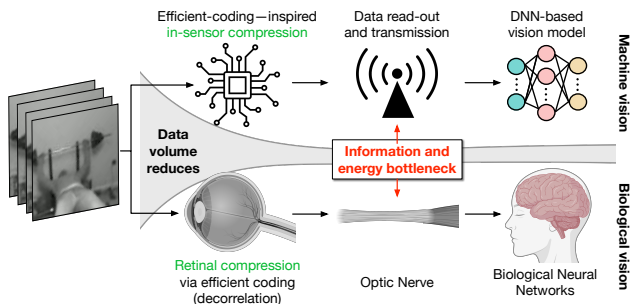 Efficient-coding—inspired
in-sensor compression
Data read-out
and transmission
DNN-based
vision model
Machine vision
Data
volume
reduces
Information and
energy bottleneck
Biological vision
Retinal compression
via efficient coding
(decorrelation)
Optic Nerve
Biological Neural
Networks